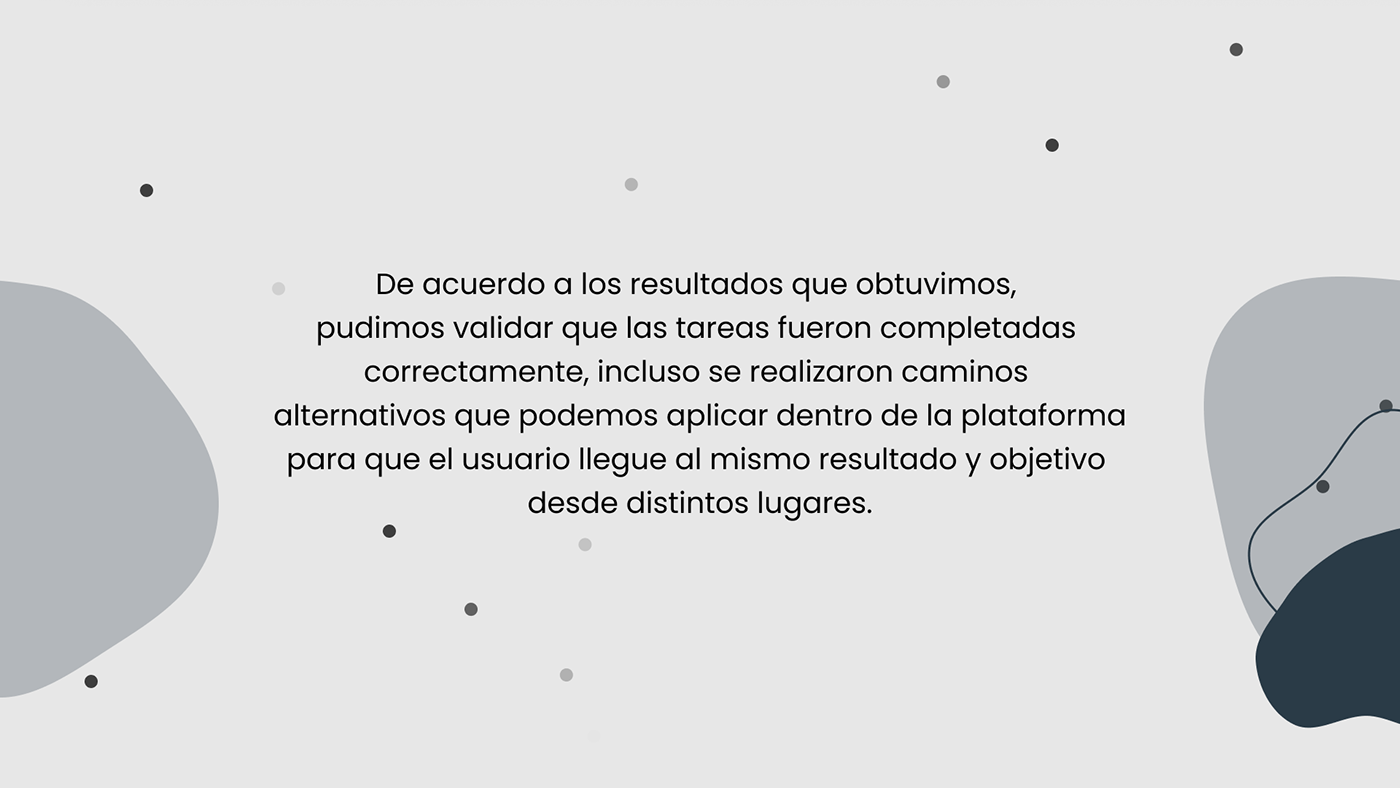 De acuerdo a los resultados que obtuvimos,
pudimos validar que las tareas fueron completadas
correctamente, incluso se realizaron caminos
alternativos que podemos aplicar dentro de la plataforma
para que el usuario llegue al mismo resultado y objetivo
desde distintos lugares.